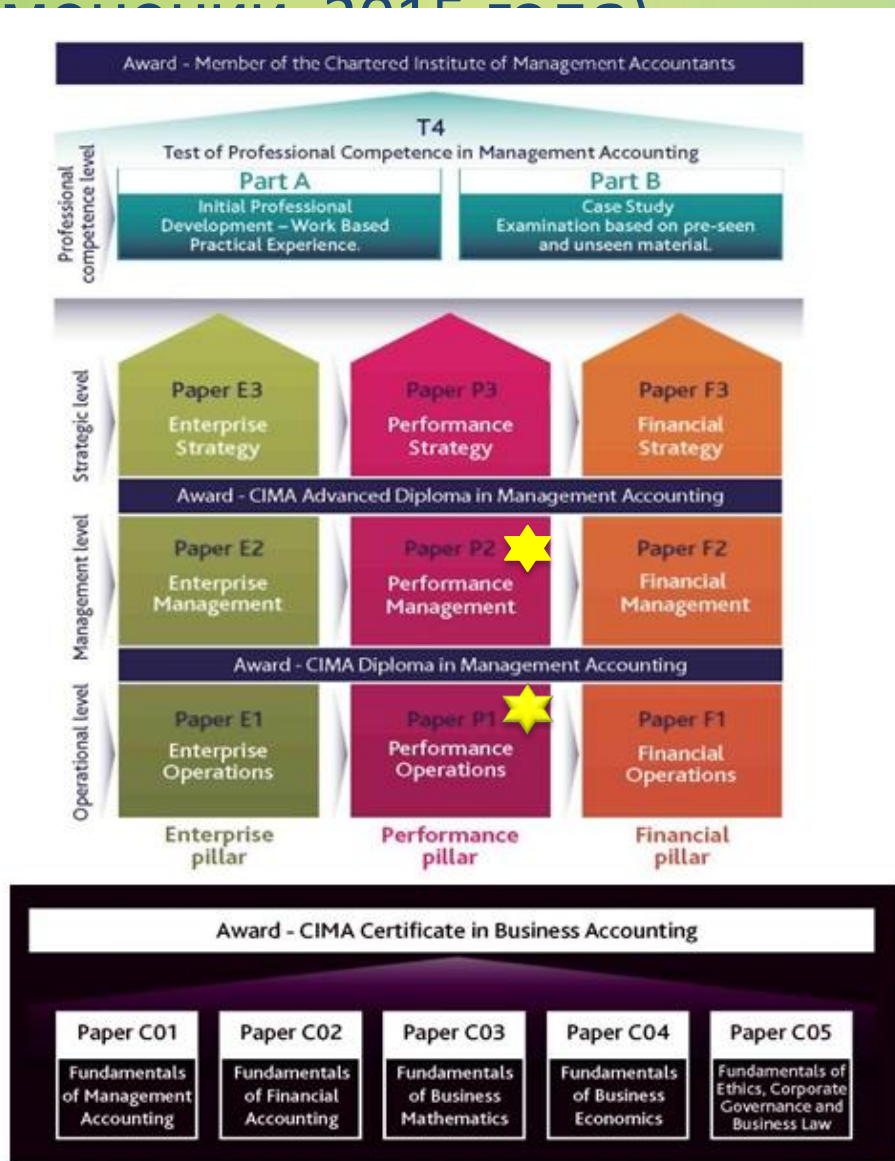 2015 года)
Award - Member of the Chartered Institute of Management Accountants
T4
Test of Professional Competence in Management Accounting
Professional
competence level
Part A
Initial Professional
Development – Work Based
Practical Experience.
Part B
Case Study
Examination based on pre-seen
and unseen material.
Strategic level
Paper E3
Enterprise
Strategy
Paper P3
Performance
Strategy
Paper F3
Financial
Strategy
Award - CIMA Advanced Diploma in Management Accounting
Management level
Paper E2
Enterprise
Management
Paper P2
Performance
Management
Paper F2
Financial
Management
Award - CIMA Diploma in Management Accounting
Operational level
Paper E1
Enterprise
Operations
Paper P1
Performance
Operations
Paper F1
Financial
Operations
Enterprise
pillar
Performance
pillar
Financial
pillar
Award - CIMA Certificate in Business Accounting
Paper C01
Fundamentals
of Management
Accounting
Paper C02
Fundamentals
of Financial
Accounting
Paper C03
Fundamentals
of Business
Mathematics
Paper C04
Fundamentals
of Business
Economics
Paper C05
Fundamentals of
Ethics, Corporate
Governance and
Business Law